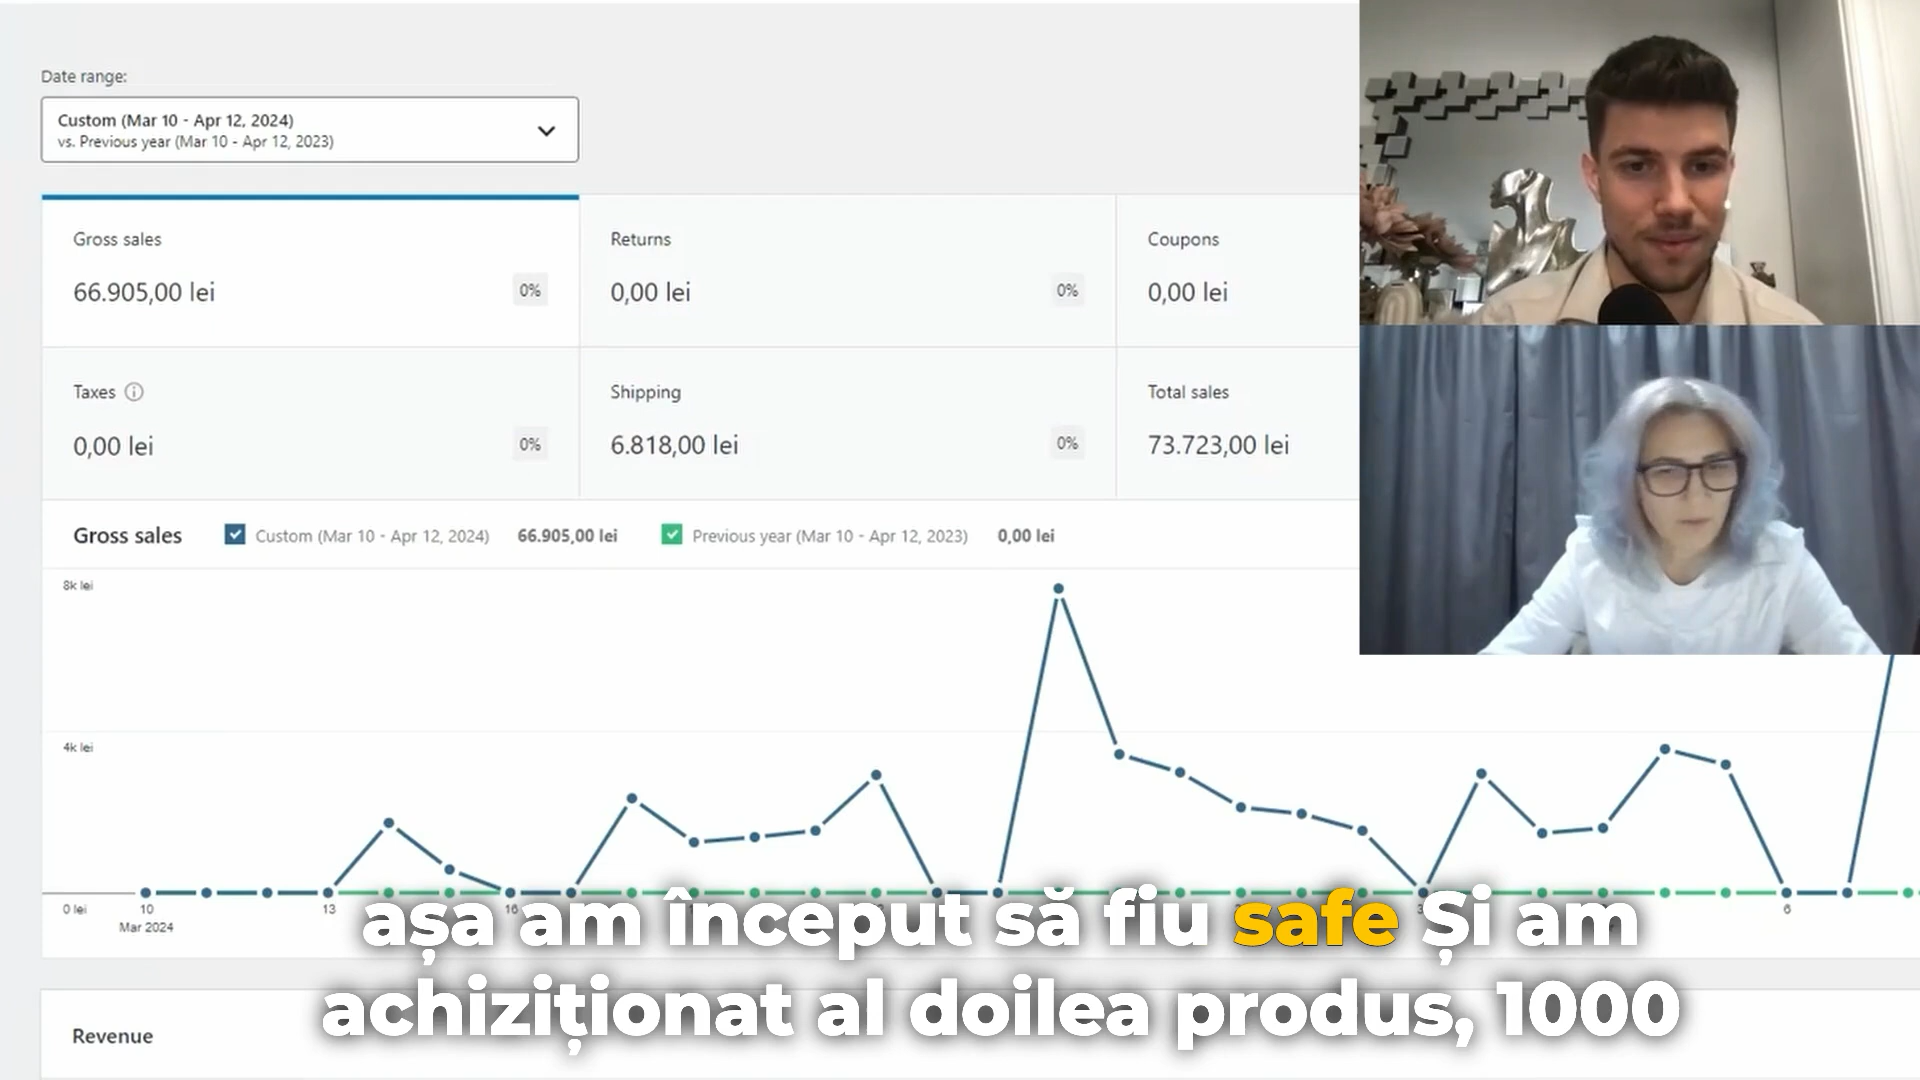 Date range:
Custom (Mar 10 - Apr 12, 2024)
vs. Previous year (Mar 10 - Apr 12, 2023)
Gross sales
66.905,00 lei
0%
Returns
0,00 lei
0%
Coupons
0,00 lei
Taxes
0,00 lei
0%
Shipping
6.818,00 lei
0%
Total sales
73.723,00 lei
Gross sales
Custom (Mar 10 - Apr 12, 2024)
66.905,00 lei
Previous year (Mar 10 - Apr 12, 2023)
0,00 lei
8k lei
4k lei
0 lei
10
13
16
6
Mar 2024
așa am început să fiu safe Și am
achiziționat al doilea produs, 1000
Revenue